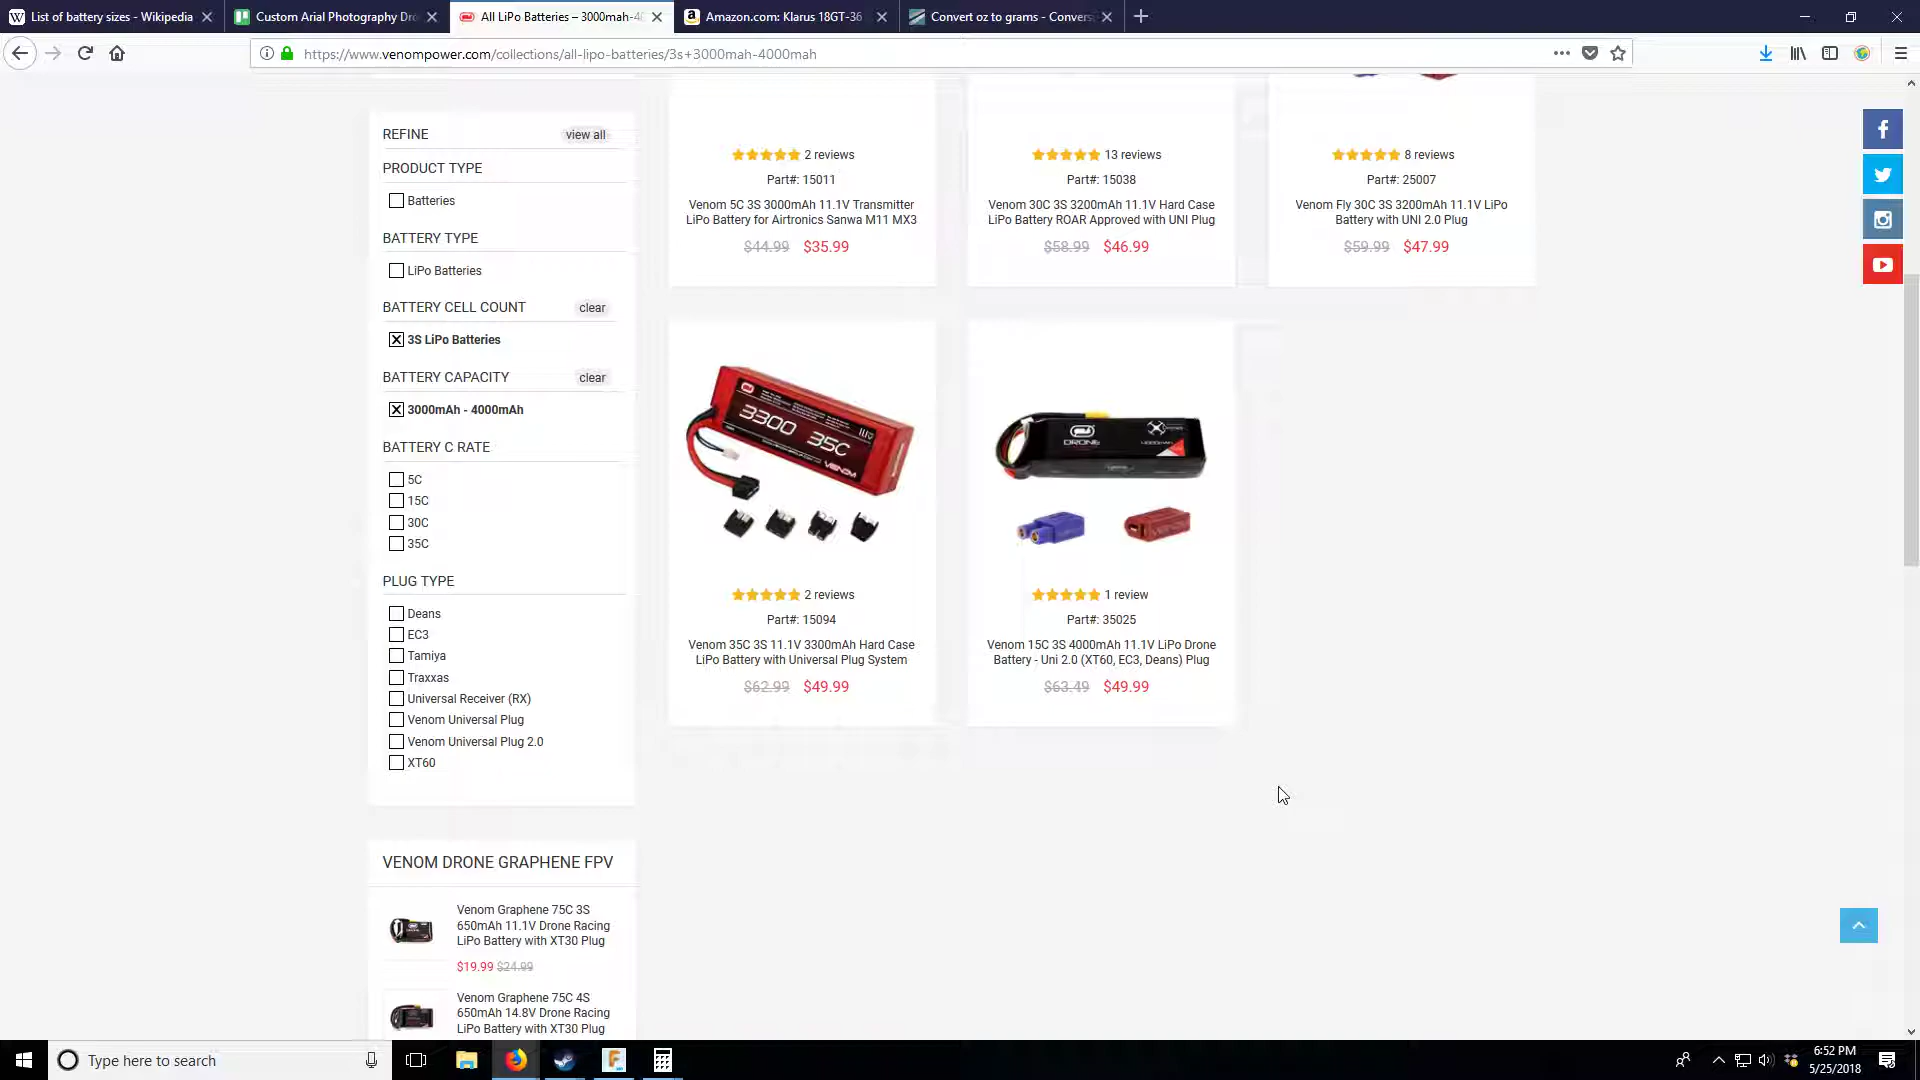 List of battery sizes - Wikipedia
Custom Arial Photography Dro
All LiPo Batteries – 3000mah-4
Amazon.com: Klarus 18GT-36
Convert oz to grams - Convers
https://www.venompower.com/collections/all-lipo-batteries/3s+3000mah-4000mah
REFINE
view all
PRODUCT TYPE
Batteries
BATTERY TYPE
LiPo Batteries
BATTERY CELL COUNT
clear
3S LiPo Batteries
BATTERY CAPACITY
clear
3000mAh - 4000mAh
BATTERY C RATE
5C
15C
30C
35C
PLUG TYPE
Deans
EC3
Tamiya
Traxxas
Universal Receiver (RX)
Venom Universal Plug
Venom Universal Plug 2.0
XT60
VENOM DRONE GRAPHENE FPV
Venom Graphene 75C 3S
650mAh 11.1V Drone Racing
LiPo Battery with XT30 Plug
$19.99 $24.99
Venom Graphene 75C 4S
650mAh 14.8V Drone Racing
LiPo Battery with XT30 Plug
2 reviews
Part#: 15011
Venom 5C 3S 3000mAh 11.1V Transmitter
LiPo Battery for Airtronics Sanwa M11 MX3
$44.99 $35.99
13 reviews
Part#: 15038
Venom 30C 3S 3200mAh 11.1V Hard Case
LiPo Battery ROAR Approved with UNI Plug
$58.99 $46.99
8 reviews
Part#: 25007
Venom Fly 30C 3S 3200mAh 11.1V LiPo
Battery with UNI 2.0 Plug
$59.99 $47.99
3300 35C
VENOM
2 reviews
Part#: 15094
Venom 35C 3S 11.1V 3300mAh Hard Case
LiPo Battery with Universal Plug System
$62.99 $49.99
DRONE
4000mAh
1 review
Part#: 35025
Venom 15C 3S 4000mAh 11.1V LiPo Drone
Battery - Uni 2.0 (XT60, EC3, Deans) Plug
$63.49 $49.99
Type here to search
6:52 PM
5/25/2018